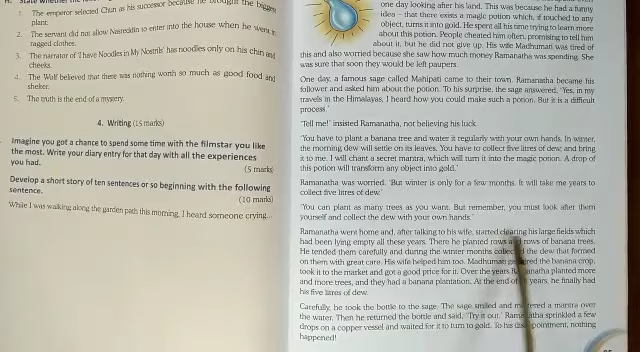 H. State whether the
1. The emperor selected Chun as his successor because he brought the biggest
plant.
2. The servant did not allow Nasreddin to enter into the house when he went in
ragged clothes.
3. The narrator of 'I have Noodles in My Nostrils' has noodles only on his chin and
cheeks.
4. The Wolf believed that there was nothing worth so much as good food and
shelter.
5. The truth is the end of a mystery.
4. Writing (15 marks)
Imagine you got a chance to spend some time with the filmstar you like
the most. Write your diary entry for that day with all the experiences
you had.
(5 marks)
Develop a short story of ten sentences or so beginning with the following
sentence.
(10 marks)
While I was walking along the garden path this morning, I heard someone crying...
one day looking after his land. This was because he had a funny
idea – that there exists a magic potion which, if touched to any
object, turns it into gold. He spent all his time trying to learn more
about this potion. People cheated him often, promising to tell him
about it, but he did not give up. His wife Madhumati was tired of
this and also worried because she saw how much money Ramanatha was spending. She
was sure that soon they would be left paupers.
One day, a famous sage called Mahipati came to their town. Ramanatha became his
follower and asked him about the potion. To his surprise, the sage answered, 'Yes, in my
travels in the Himalayas, I heard how you could make such a potion. But it is a difficult
process.'
'Tell me!' insisted Ramanatha, not believing his luck.
'You have to plant a banana tree and water it regularly with your own hands. In winter,
the morning dew will settle on its leaves. You have to collect five litres of dew, and bring
it to me. I will chant a secret mantra, which will turn it into the magic potion. A drop of
this potion will transform any object into gold.'
Ramanatha was worried. 'But winter is only for a few months. It will take me years to
collect five litres of dew.'
'You can plant as many trees as you want. But remember, you must look after them
yourself and collect the dew with your own hands.'
Ramanatha went home and, after talking to his wife, started clearing his large fields which
had been lying empty all these years. There he planted rows and rows of banana trees.
He tended them carefully and during the winter months collected the dew that formed
on them with great care. His wife helped him too. Madhumati gathered the banana crop,
took it to the market and got a good price for it. Over the years Ramanatha planted more
and more trees, and they had a banana plantation. At the end of years, he finally had
his five litres of dew.
Carefully, he took the bottle to the sage. The sage smiled and muttered a mantra over
the water. Then he returned the bottle and said, 'Try it out.' Ramanatha sprinkled a few
drops on a copper vessel and waited for it to turn to gold. To his disappointment, nothing
happened!